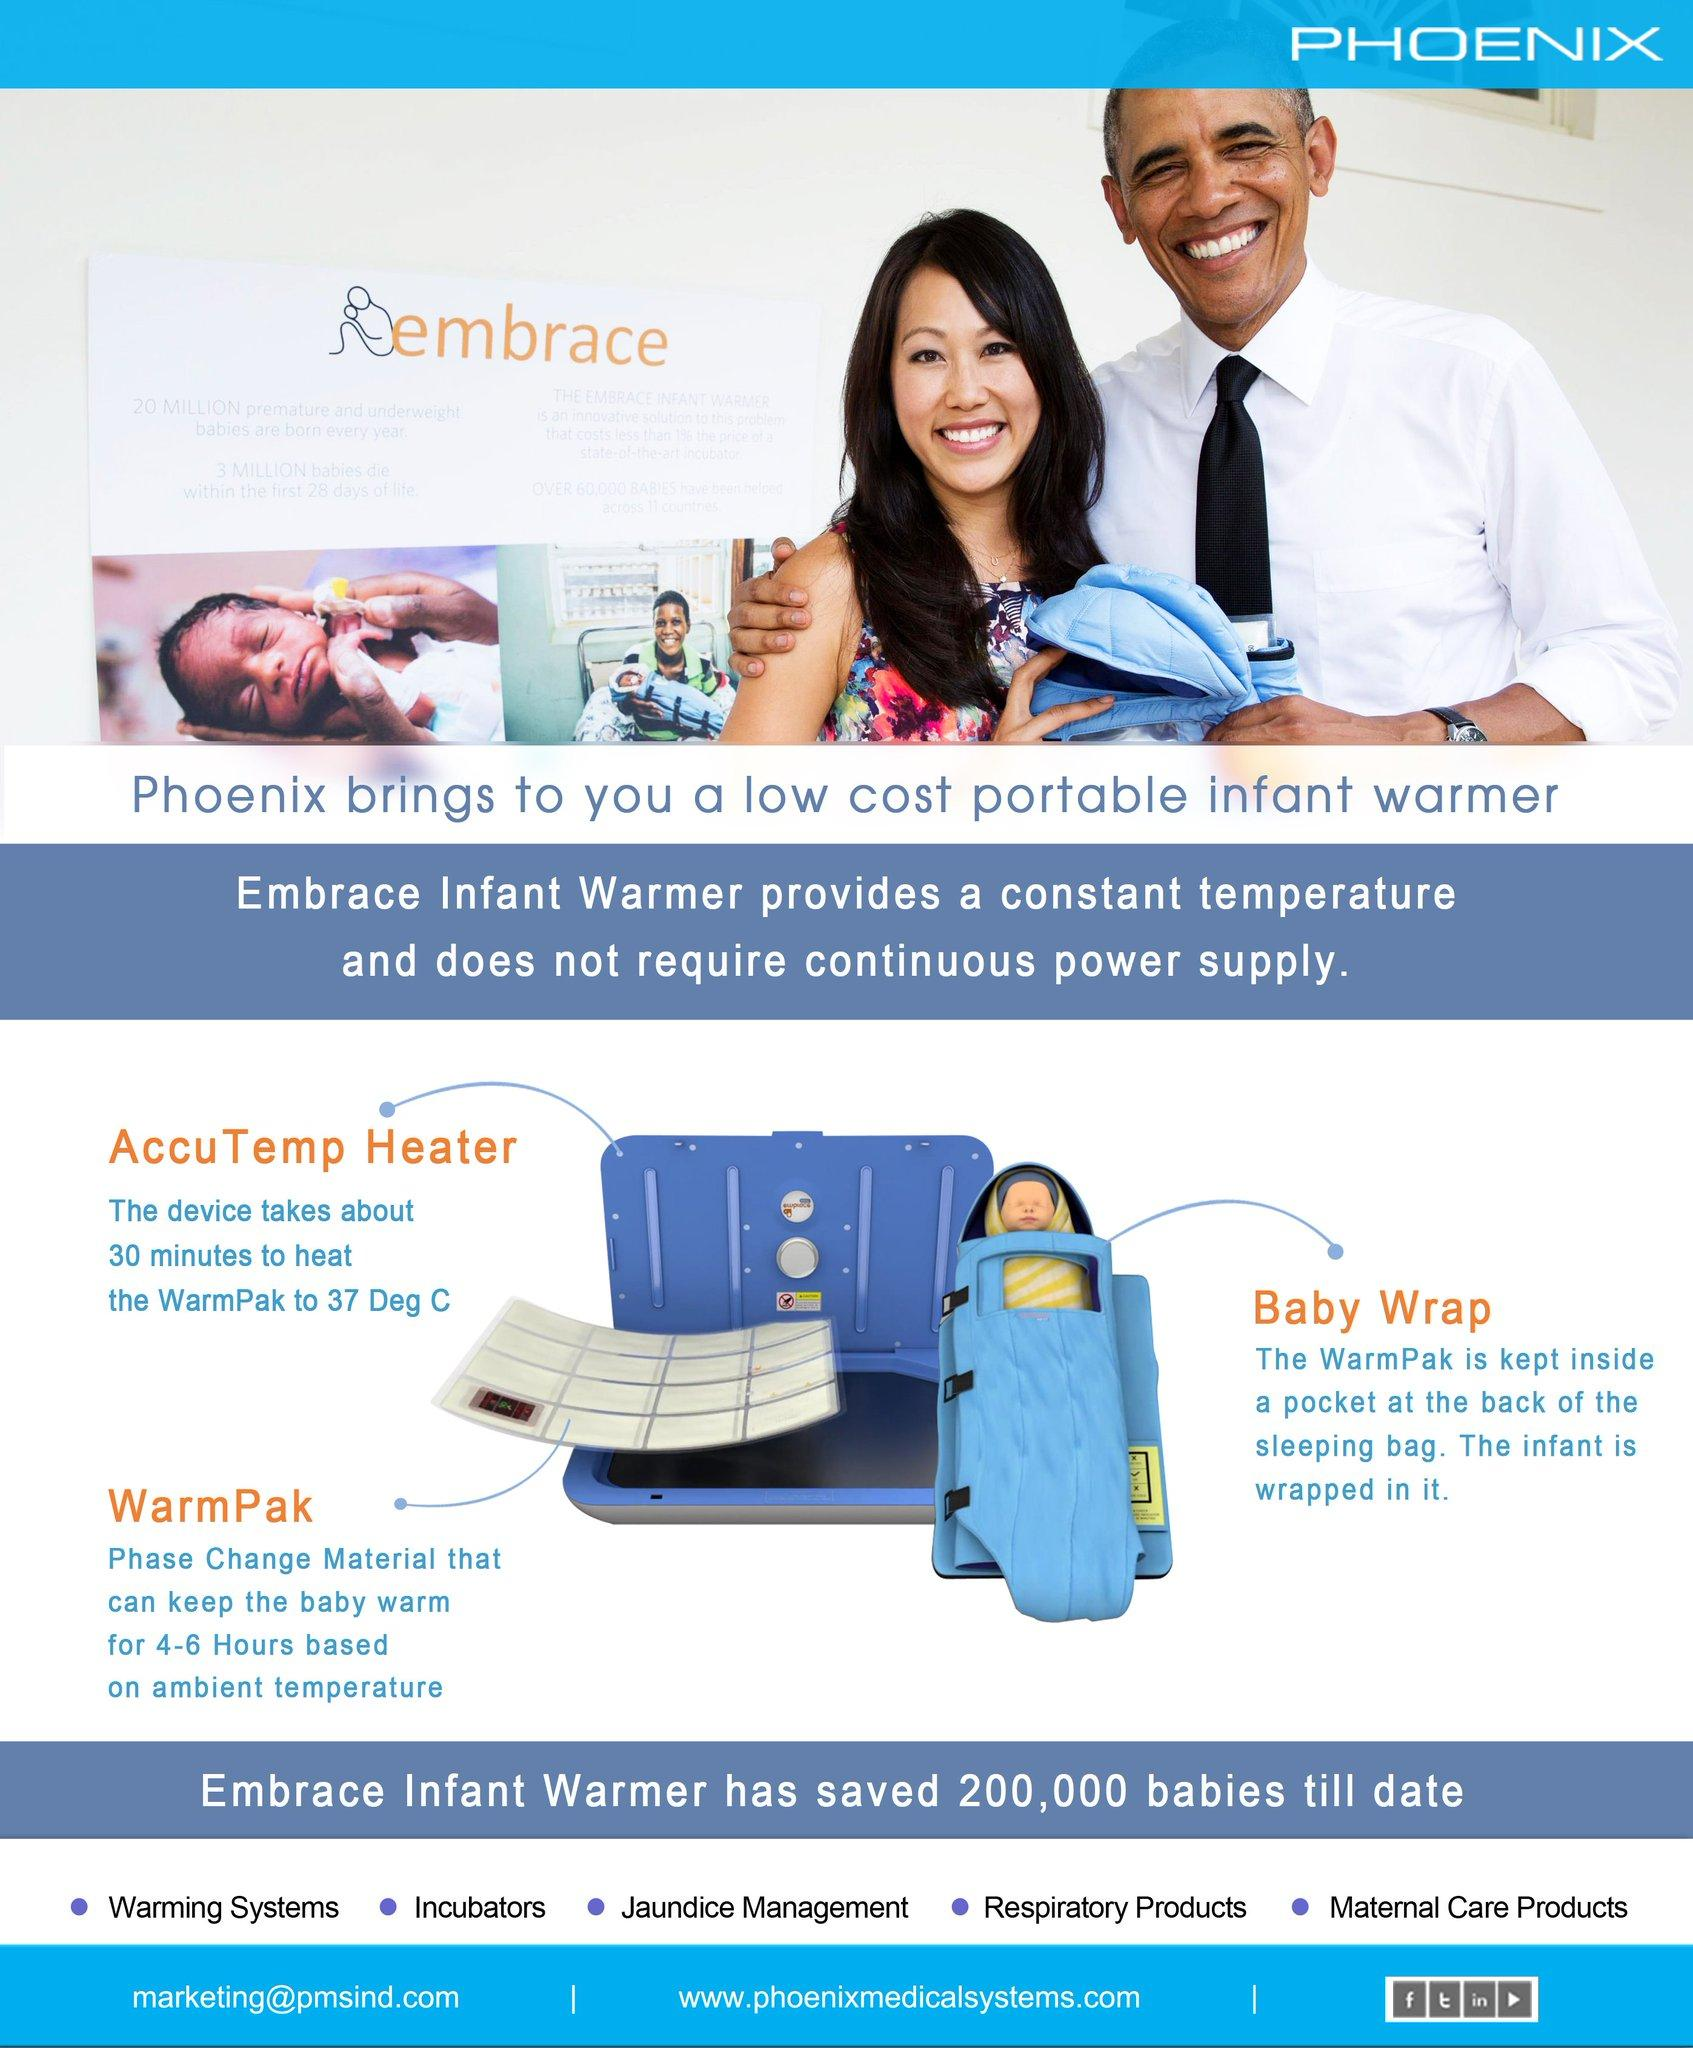 PHOENIX
embrace
20 MILLION premature and underweight
babies are born every year.
3 MILLION babies die
within the first 28 days of life.
THE EMBRACE INFANT WARMER
is an innovative solution to this problem
that costs less than 1% the price of a
state-of-the-art incubator.
OVER 60,000 BABIES have been helped
across 11 countries.
Phoenix brings to you a low cost portable infant warmer
Embrace Infant Warmer provides a constant temperature
and does not require continuous power supply.
AccuTemp Heater
The device takes about
30 minutes to heat
the WarmPak to 37 Deg C
embrace
Baby Wrap
The WarmPak is kept inside
a pocket at the back of the
sleeping bag. The infant is
wrapped in it.
WarmPak
Phase Change Material that
can keep the baby warm
for 4-6 Hours based
on ambient temperature
Embrace Infant Warmer has saved 200,000 babies till date
Warming Systems
Incubators
Jaundice Management
Respiratory Products
Maternal Care Products
marketing@pmsind.com | www.phoenixmedicalsystems.com |
f t in